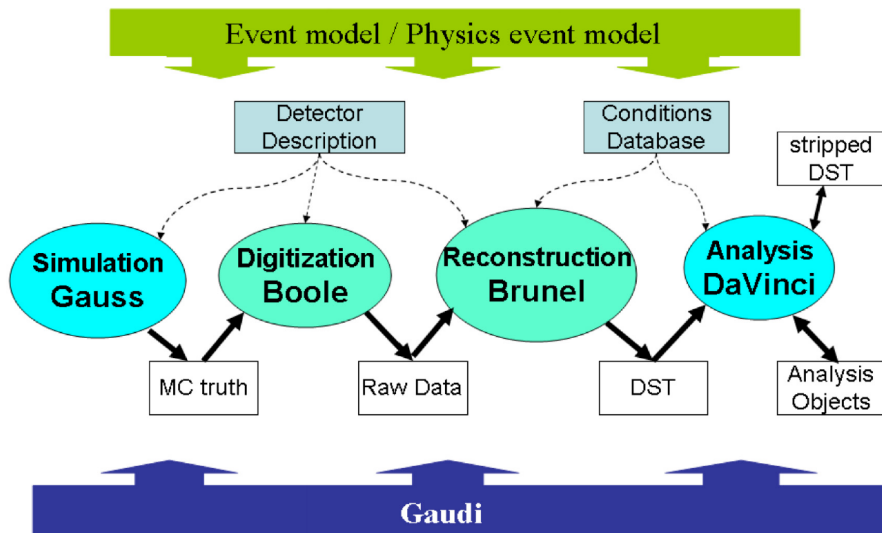 Event model / Physics event model
Detector
Description
Conditions
Database
stripped
DST
Simulation
Gauss
Digitization
Boole
Reconstruction
Brunel
Analysis
DaVinci
MC truth
Raw Data
DST
Analysis
Objects
Gaudi